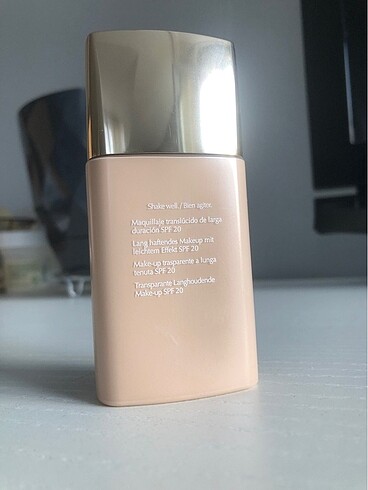 Shake well./Bien agiter.
Maquillaje translúcido de larga
duración SPF 20
Lang haftendes Makeup mit
leichtem Effekt SPF 20
Make-up trasparente a lunga
tenuta SPF 20
Transparante Langhoudende
Make-up SPF 20